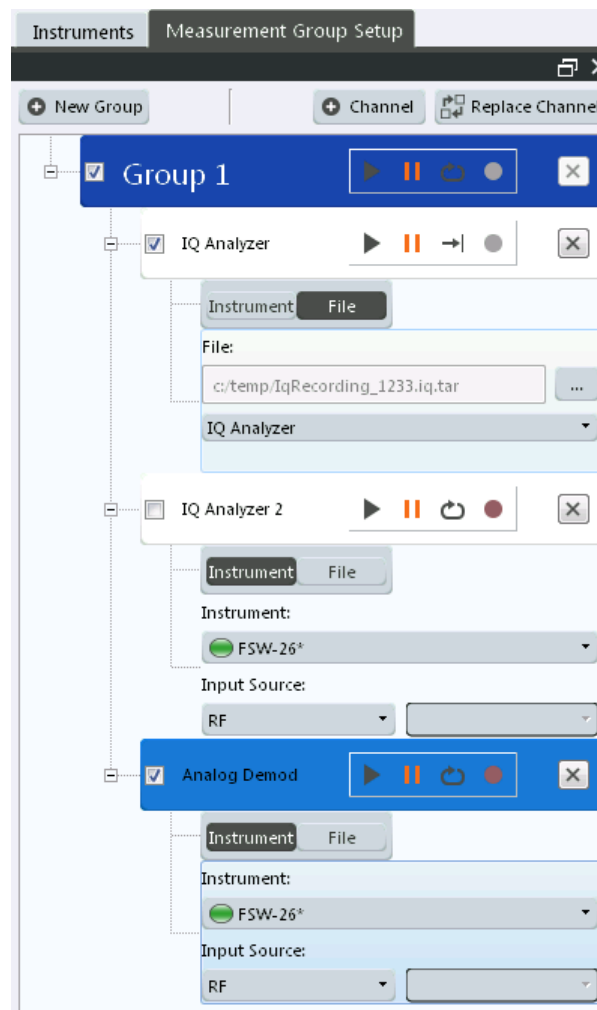 Instruments Measurement Group Setup
New Group Channel Replace Channel
Group 1
IQ Analyzer
Instrument File
File:
c:/temp/IqRecording_1233.iq.tar ...
IQ Analyzer
IQ Analyzer 2
Instrument File
Instrument:
FSW-26*
Input Source:
RF
Analog Demod
Instrument File
Instrument:
FSW-26*
Input Source:
RF